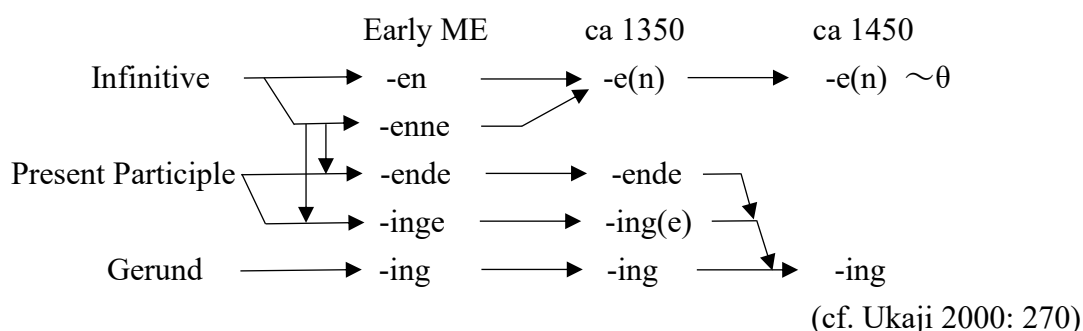 Early ME ca 1350 ca 1450
Infinitive -en -e(n) -e(n) ～θ
-enne
Present Participle -ende -ende
-inge -ing(e)
Gerund -ing -ing -ing
(cf. Ukaji 2000: 270)